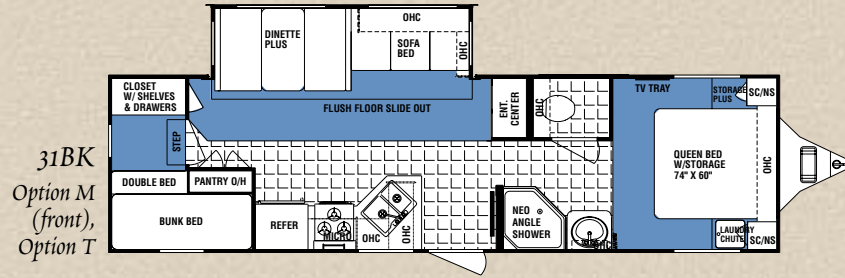 OHC
DINETTE
PLUS
SOFA
BED
OHC
CLOSET
W/ SHELVES
& DRAWERS
FLUSH FLOOR SLIDE OUT
ENT.
CENTER
OHC
TV TRAY
STORAGE
PLUS
SC/NS
STEP
QUEEN BED
W/STORAGE
74" X 60"
OHC
31BK
Option M
(front),
Option T
DOUBLE BED
PANTRY O/H
BUNK BED
REFER
MICRO
OHC
OHC
NEO
ANGLE
SHOWER
OHC
LAUNDRY
CHUTE
SC/NS